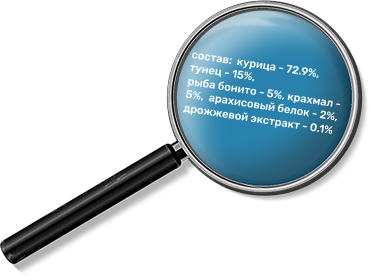 состав: курица - 72.9%,
тунец - 15%,
рыба бонито - 5%, крахмал -
5%, арахисовый белок - 2%,
дрожжевой экстракт - 0.1%